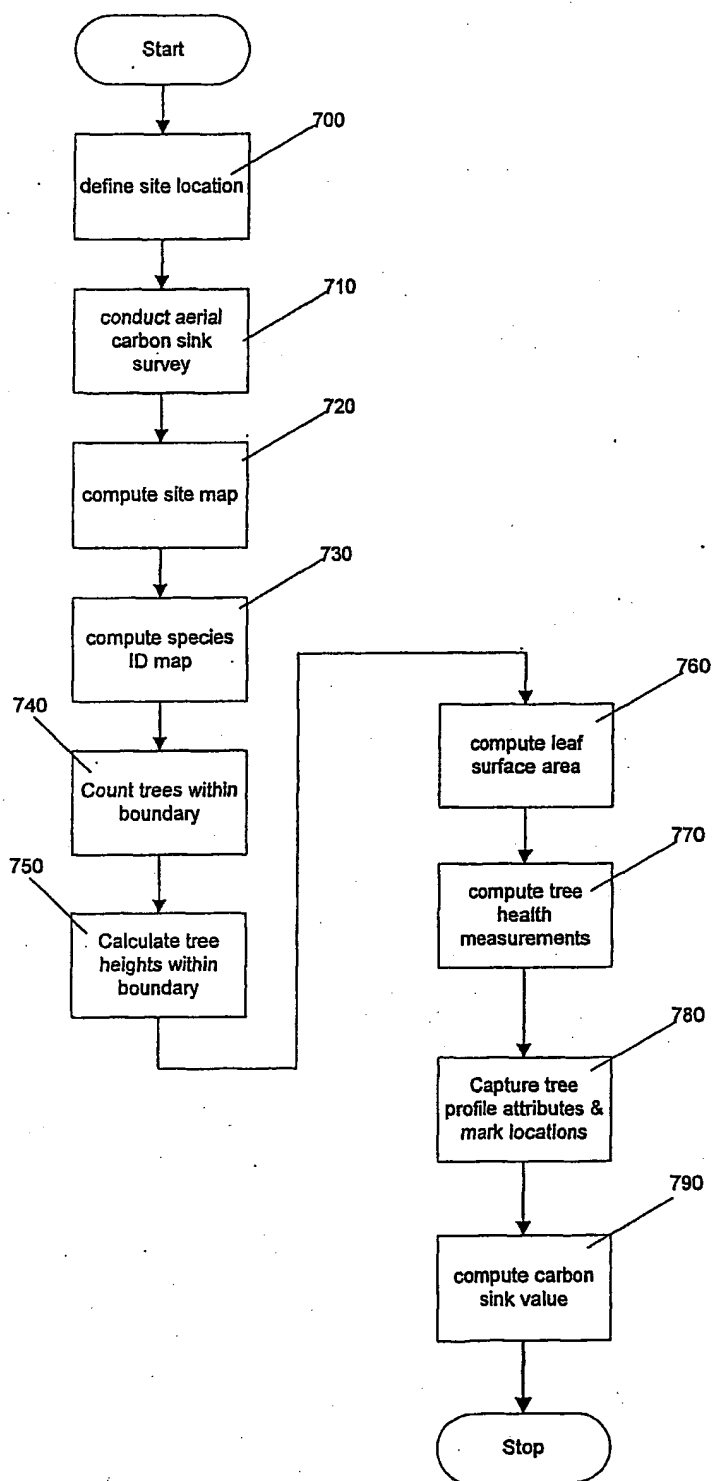 Start
700
define site location
710
conduct aerial
carbon sink
survey
720
compute site map
730
compute species
ID map
740
Count trees within
boundary
750
Calculate tree
heights within
boundary
760
compute leaf
surface area
770
compute tree
health
measurements
780
Capture tree
profile attributes &
mark locations
790
compute carbon
sink value
Stop